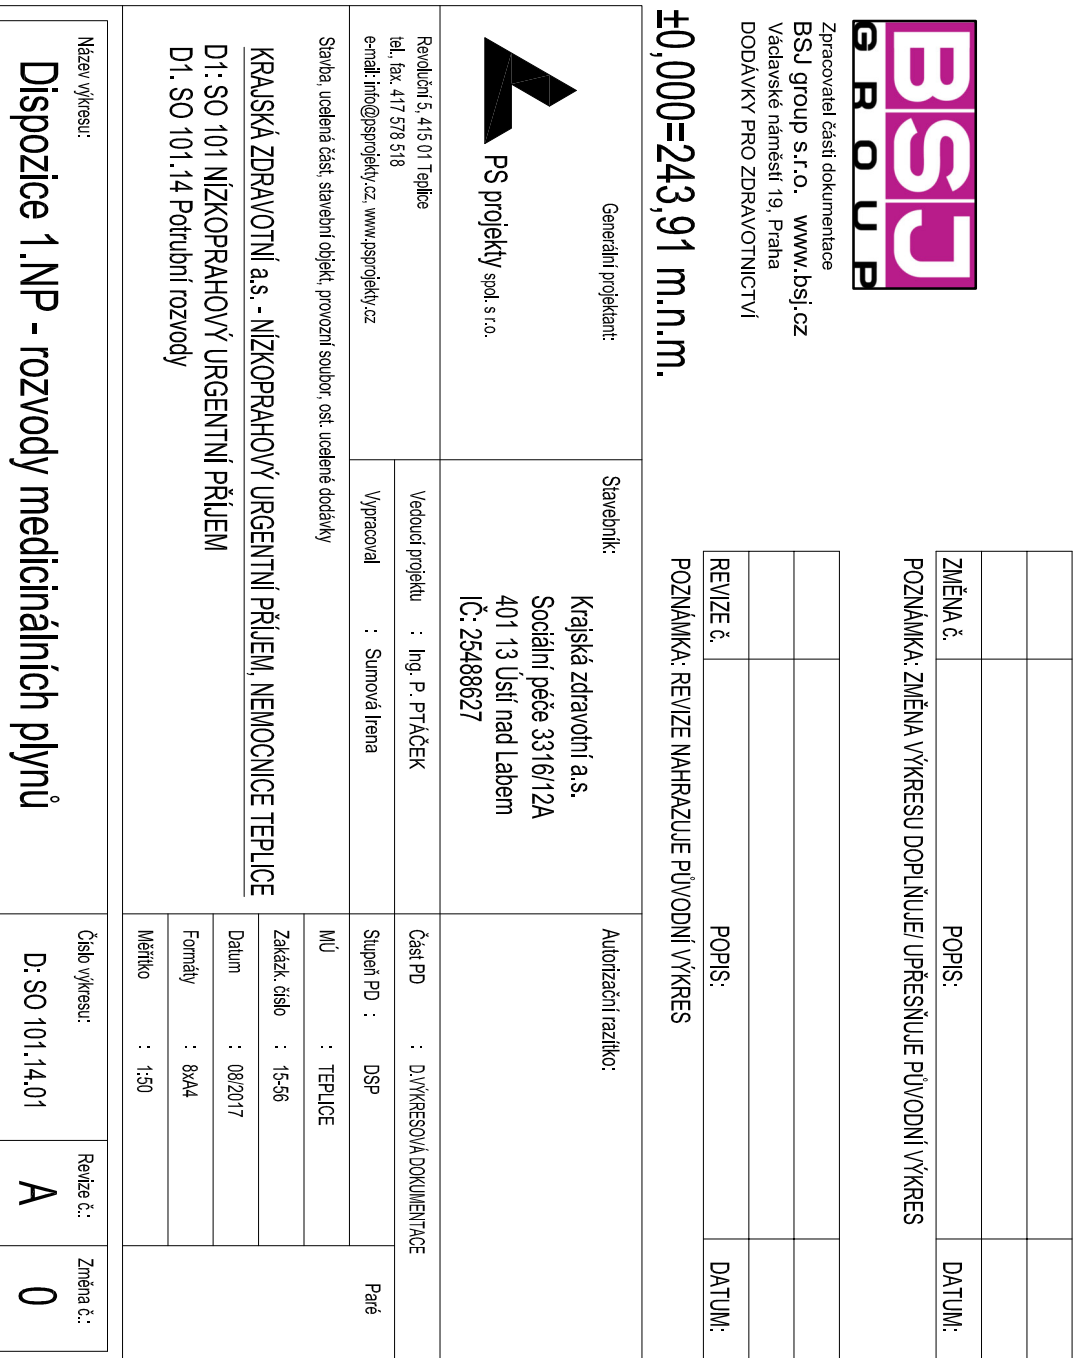 BSJ
GROUP
Zpracovatel části dokumentace
BSJ group s.r.o. www.bsj.cz
Václavské náměstí 19, Praha
DODÁVKY PRO ZDRAVOTNICTVÍ
ZMĚNA č. POPIS: DATUM:
POZNÁMKA: ZMĚNA VÝKRESU DOPLŇUJE/ UPŘESŇUJE PŮVODNÍ VÝKRES
REVIZE č. POPIS: DATUM:
POZNÁMKA: REVIZE NAHRAZUJE PŮVODNÍ VÝKRES
±0,000=243,91 m.n.m.
Generální projektant:
PS projekty spol. s r.o.
Revoluční 5, 415 01 Teplice
tel., fax. 417 578 518
e-mail: info@psprojekty.cz, www.psprojekty.cz
Stavebník:
Krajská zdravotní a.s.
Sociální péče 3316/12A
401 13 Ústí nad Labem
IČ: 25488627
Autorizační razítko:
Vedoucí projektu : Ing. P. PTÁČEK
Vypracoval : Sumová Irena
Část PD : D.VÝKRESOVÁ DOKUMENTACE
Stupeň PD : DSP
Paré
Stavba, ucelená část, stavební objekt, provozní soubor, ost. ucelené dodávky
KRAJSKÁ ZDRAVOTNÍ a.s. - NÍZKOPRAHOVÝ URGENTNÍ PŘÍJEM, NEMOCNICE TEPLICE
D1: SO 101 NÍZKOPRAHOVÝ URGENTNÍ PŘÍJEM
D1. SO 101.14 Potrubní rozvody
MÚ : TEPLICE
Zakázk. číslo : 15-56
Datum : 08/2017
Formáty : 8xA4
Měřítko : 1:50
Název výkresu:
Dispozice 1.NP - rozvody medicinálních plynů
Číslo výkresu:
D: SO 101.14.01
Revize č.:
A
Změna č.:
0